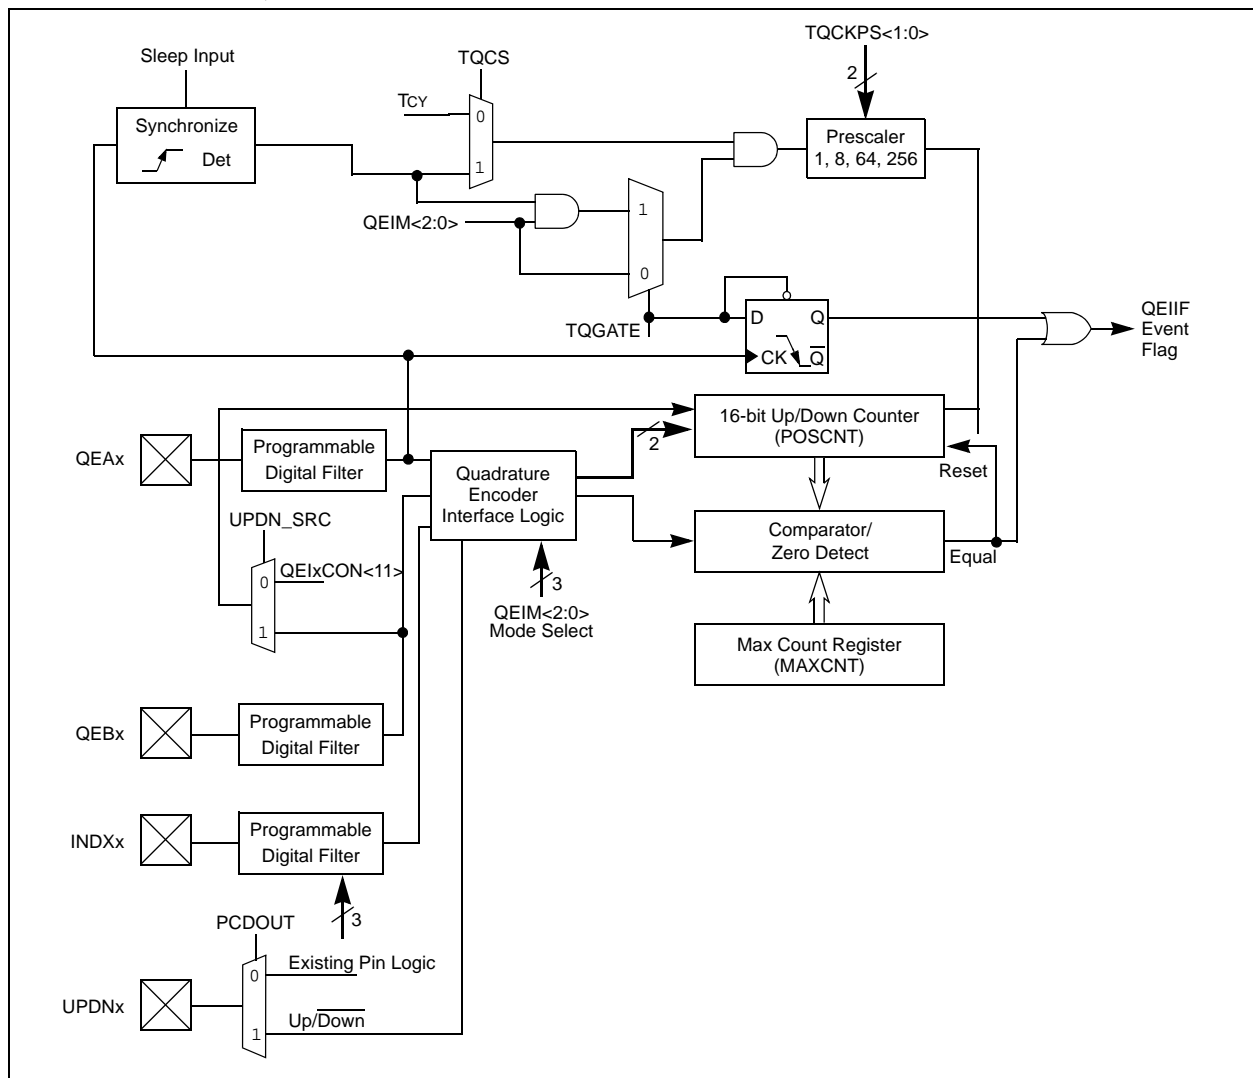 TQCKPS<1:0>
Sleep Input
TQCS
2
TCY
0
Synchronize
Det
Prescaler
1, 8, 64, 256
1
QEIM<2:0>
1
0
TQGATE
D Q
CK Q̅
QEIIF
Event
Flag
16-bit Up/Down Counter
(POSCNT)
2
Reset
QEAx
Programmable
Digital Filter
Quadrature
Encoder
Interface Logic
UPDN_SRC
Comparator/
Zero Detect
Equal
0
QEIxCON<11>
3
QEIM<2:0>
Mode Select
1
Max Count Register
(MAXCNT)
QEBx
Programmable
Digital Filter
INDXx
Programmable
Digital Filter
3
PCDOUT
0
Existing Pin Logic
UPDNx
Up/D̅o̅w̅n̅
1